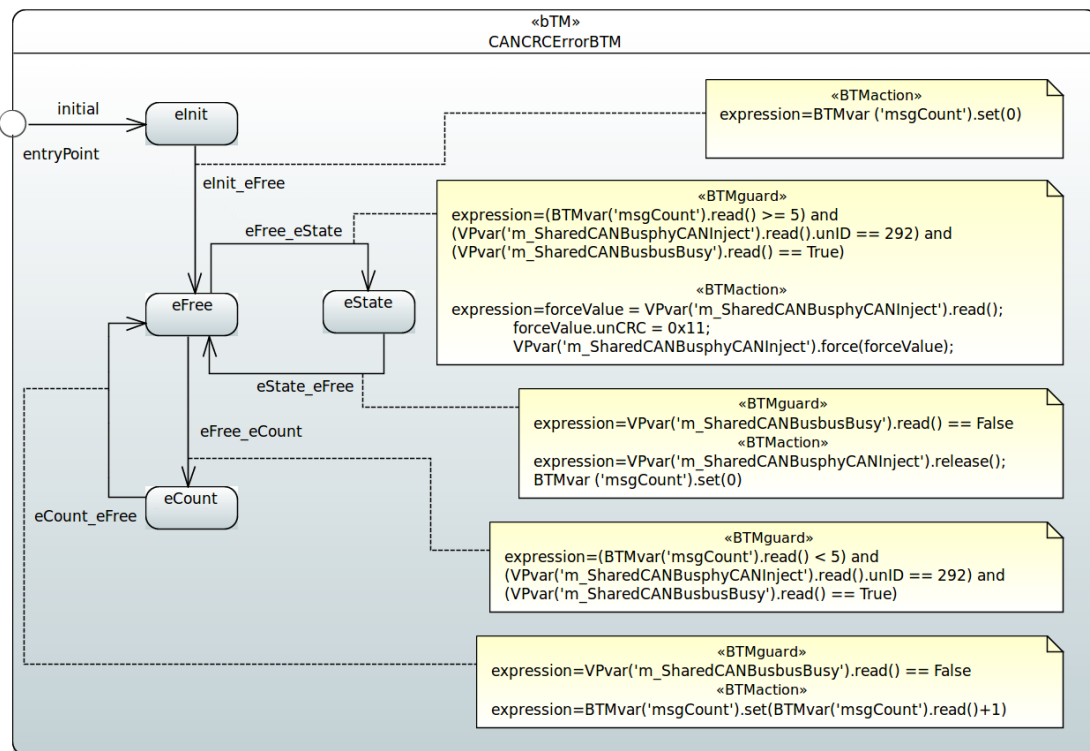 «bTM»
CANCRCErrorBTM
initial
eInit
entryPoint
«BTMaction»
expression=BTMvar ('msgCount').set(0)
eInit_eFree
«BTMguard»
expression=(BTMvar('msgCount').read() >= 5) and
(VPvar('m_SharedCANBusphyCANInject').read().unID == 292) and
(VPvar('m_SharedCANBusbusBusy').read() == True)
«BTMaction»
expression=forceValue = VPvar('m_SharedCANBusphyCANInject').read();
forceValue.unCRC = 0x11;
VPvar('m_SharedCANBusphyCANInject').force(forceValue);
eFree_eState
eFree
eState
eState_eFree
«BTMguard»
expression=VPvar('m_SharedCANBusbusBusy').read() == False
«BTMaction»
expression=VPvar('m_SharedCANBusphyCANInject').release();
BTMvar ('msgCount').set(0)
eFree_eCount
eCount
eCount_eFree
«BTMguard»
expression=(BTMvar('msgCount').read() < 5) and
(VPvar('m_SharedCANBusphyCANInject').read().unID == 292) and
(VPvar('m_SharedCANBusbusBusy').read() == True)
«BTMguard»
expression=VPvar('m_SharedCANBusbusBusy').read() == False
«BTMaction»
expression=BTMvar('msgCount').set(BTMvar('msgCount').read()+1)